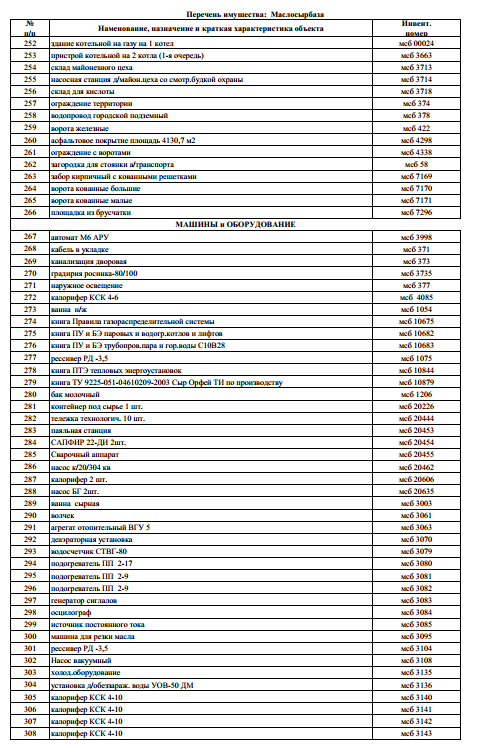 Перечень имущества: Маслосырбаза
№ п/п Наименование, назначение и краткая характеристика объекта Инвент. номер
252 здание котельной на газу на 1 котел мсб 00024
253 пристрой котельной на 2 котла (1-я очередь) мсб 3663
254 склад майонезного цеха мсб 3713
255 насосная станция д/майон.цеха со смотр.будкой охраны мсб 3714
256 склад для кислоты мсб 3718
257 ограждение территории мсб 374
258 водопровод городской подземный мсб 378
259 ворота железные мсб 422
260 асфальтовое покрытие площадь 4130,7 м2 мсб 4298
261 ограждение с воротами мсб 4338
262 загородка для стоянки а/транспорта мсб 58
263 забор кирпичный с кованными решетками мсб 7169
264 ворота кованные большие мсб 7170
265 ворота кованные малые мсб 7171
266 площадка из брусчатки мсб 7296
МАШИНЫ и ОБОРУДОВАНИЕ
267 автомат М6 АРУ мсб 3998
268 кабель в укладке мсб 371
269 канализация дворовая мсб 373
270 градирня росинка-80/100 мсб 3735
271 наружное освещение мсб 377
272 калорифер КСК 4-6 мсб 4085
273 ванна н/ж мсб 1054
274 книга Правила газораспределительной системы мсб 10675
275 книга ПУ и БЭ паровых и водогр.котлов и лифтов мсб 10682
276 книга ПУ и БЭ трубопров.пара и гор.воды С10В28 мсб 10683
277 рессивер РД -3,5 мсб 1075
278 книга ПТЭ тепловых энергоустановок мсб 10844
279 книга ТУ 9225-051-04610209-2003 Сыр Орфей ТИ по производству мсб 10879
280 бак молочный мсб 1206
281 контейнер под сырье 1 шт. мсб 20226
282 тележка технологич. 10 шт. мсб 20444
283 паяльная станция мсб 20453
284 САПФИР 22-ДИ 2шт. мсб 20454
285 Сварочный аппарат мсб 20455
286 насос к/20/304 кв мсб 20462
287 калорифер 2 шт. мсб 20606
288 насос БГ 2шт. мсб 20635
289 ванна сырная мсб 3003
290 волчек мсб 3061
291 агрегат отопительный ВГУ 5 мсб 3063
292 деаэраторная установка мсб 3070
293 водосчетчик СТВГ-80 мсб 3079
294 подогреватель ПП 2-17 мсб 3080
295 подогреватель ПП 2-9 мсб 3081
296 подогреватель ПП 2-9 мсб 3082
297 генератор сигналов мсб 3083
298 осцилограф мсб 3084
299 источник постоянного тока мсб 3085
300 машина для резки масла мсб 3095
301 рессивер РД -3,5 мсб 3104
302 Насос вакуумный мсб 3108
303 холод.оборудование мсб 3135
304 установка д/обеззараж. воды УОВ-50 ДМ мсб 3136
305 калорифер КСК 4-10 мсб 3140
306 калорифер КСК 4-10 мсб 3141
307 калорифер КСК 4-10 мсб 3142
308 калорифер КСК 4-10 мсб 3143